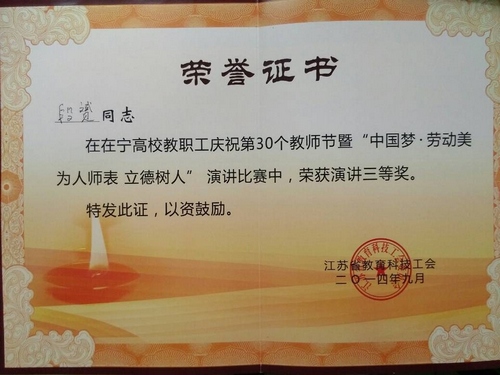 荣誉证书
同志
在在宁高校教职工庆祝第30个教师节暨“中国梦·劳动美
为人师表 立德树人” 演讲比赛中，荣获演讲三等奖。
特发此证，以资鼓励。
江苏省教育科技工会
二〇一四年九月